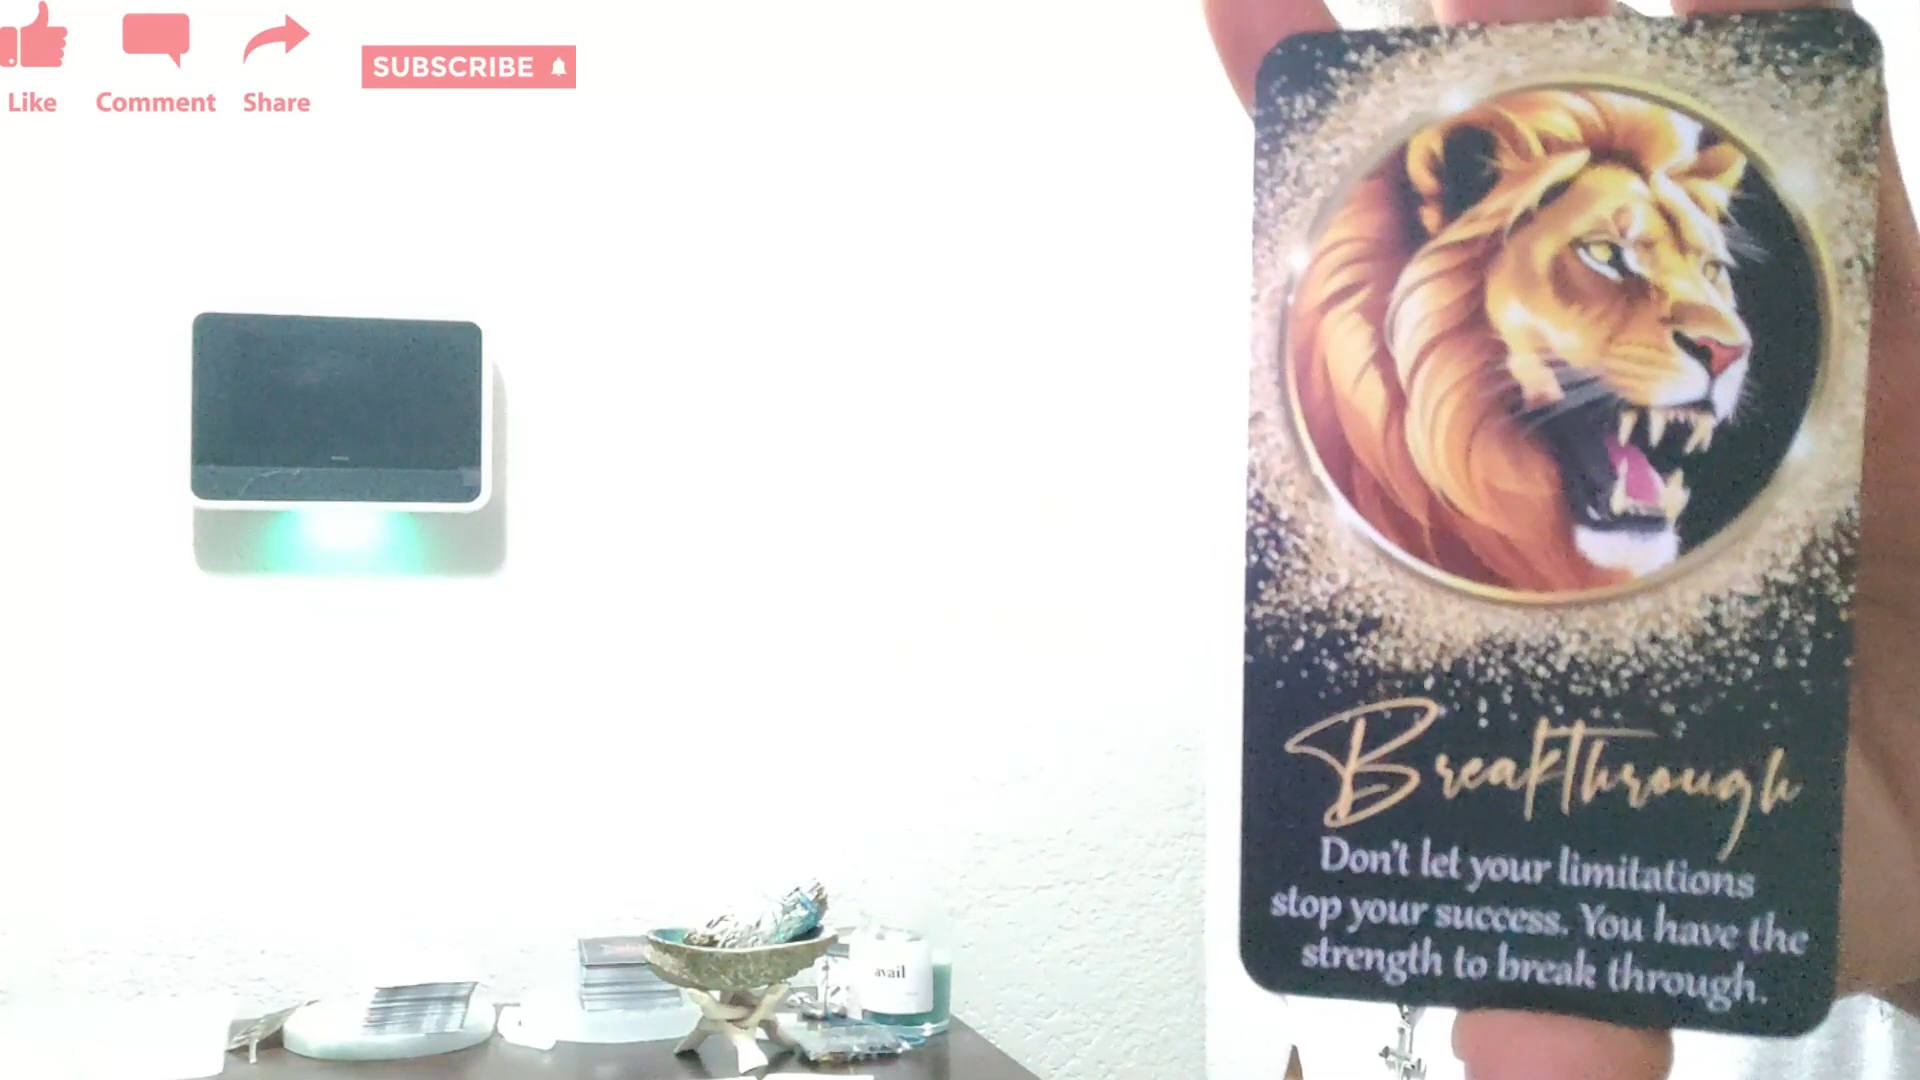 Like
Comment
Share
SUBSCRIBE
Breakthrough
Don't let your limitations
stop your success. You have the
strength to break through.
avail